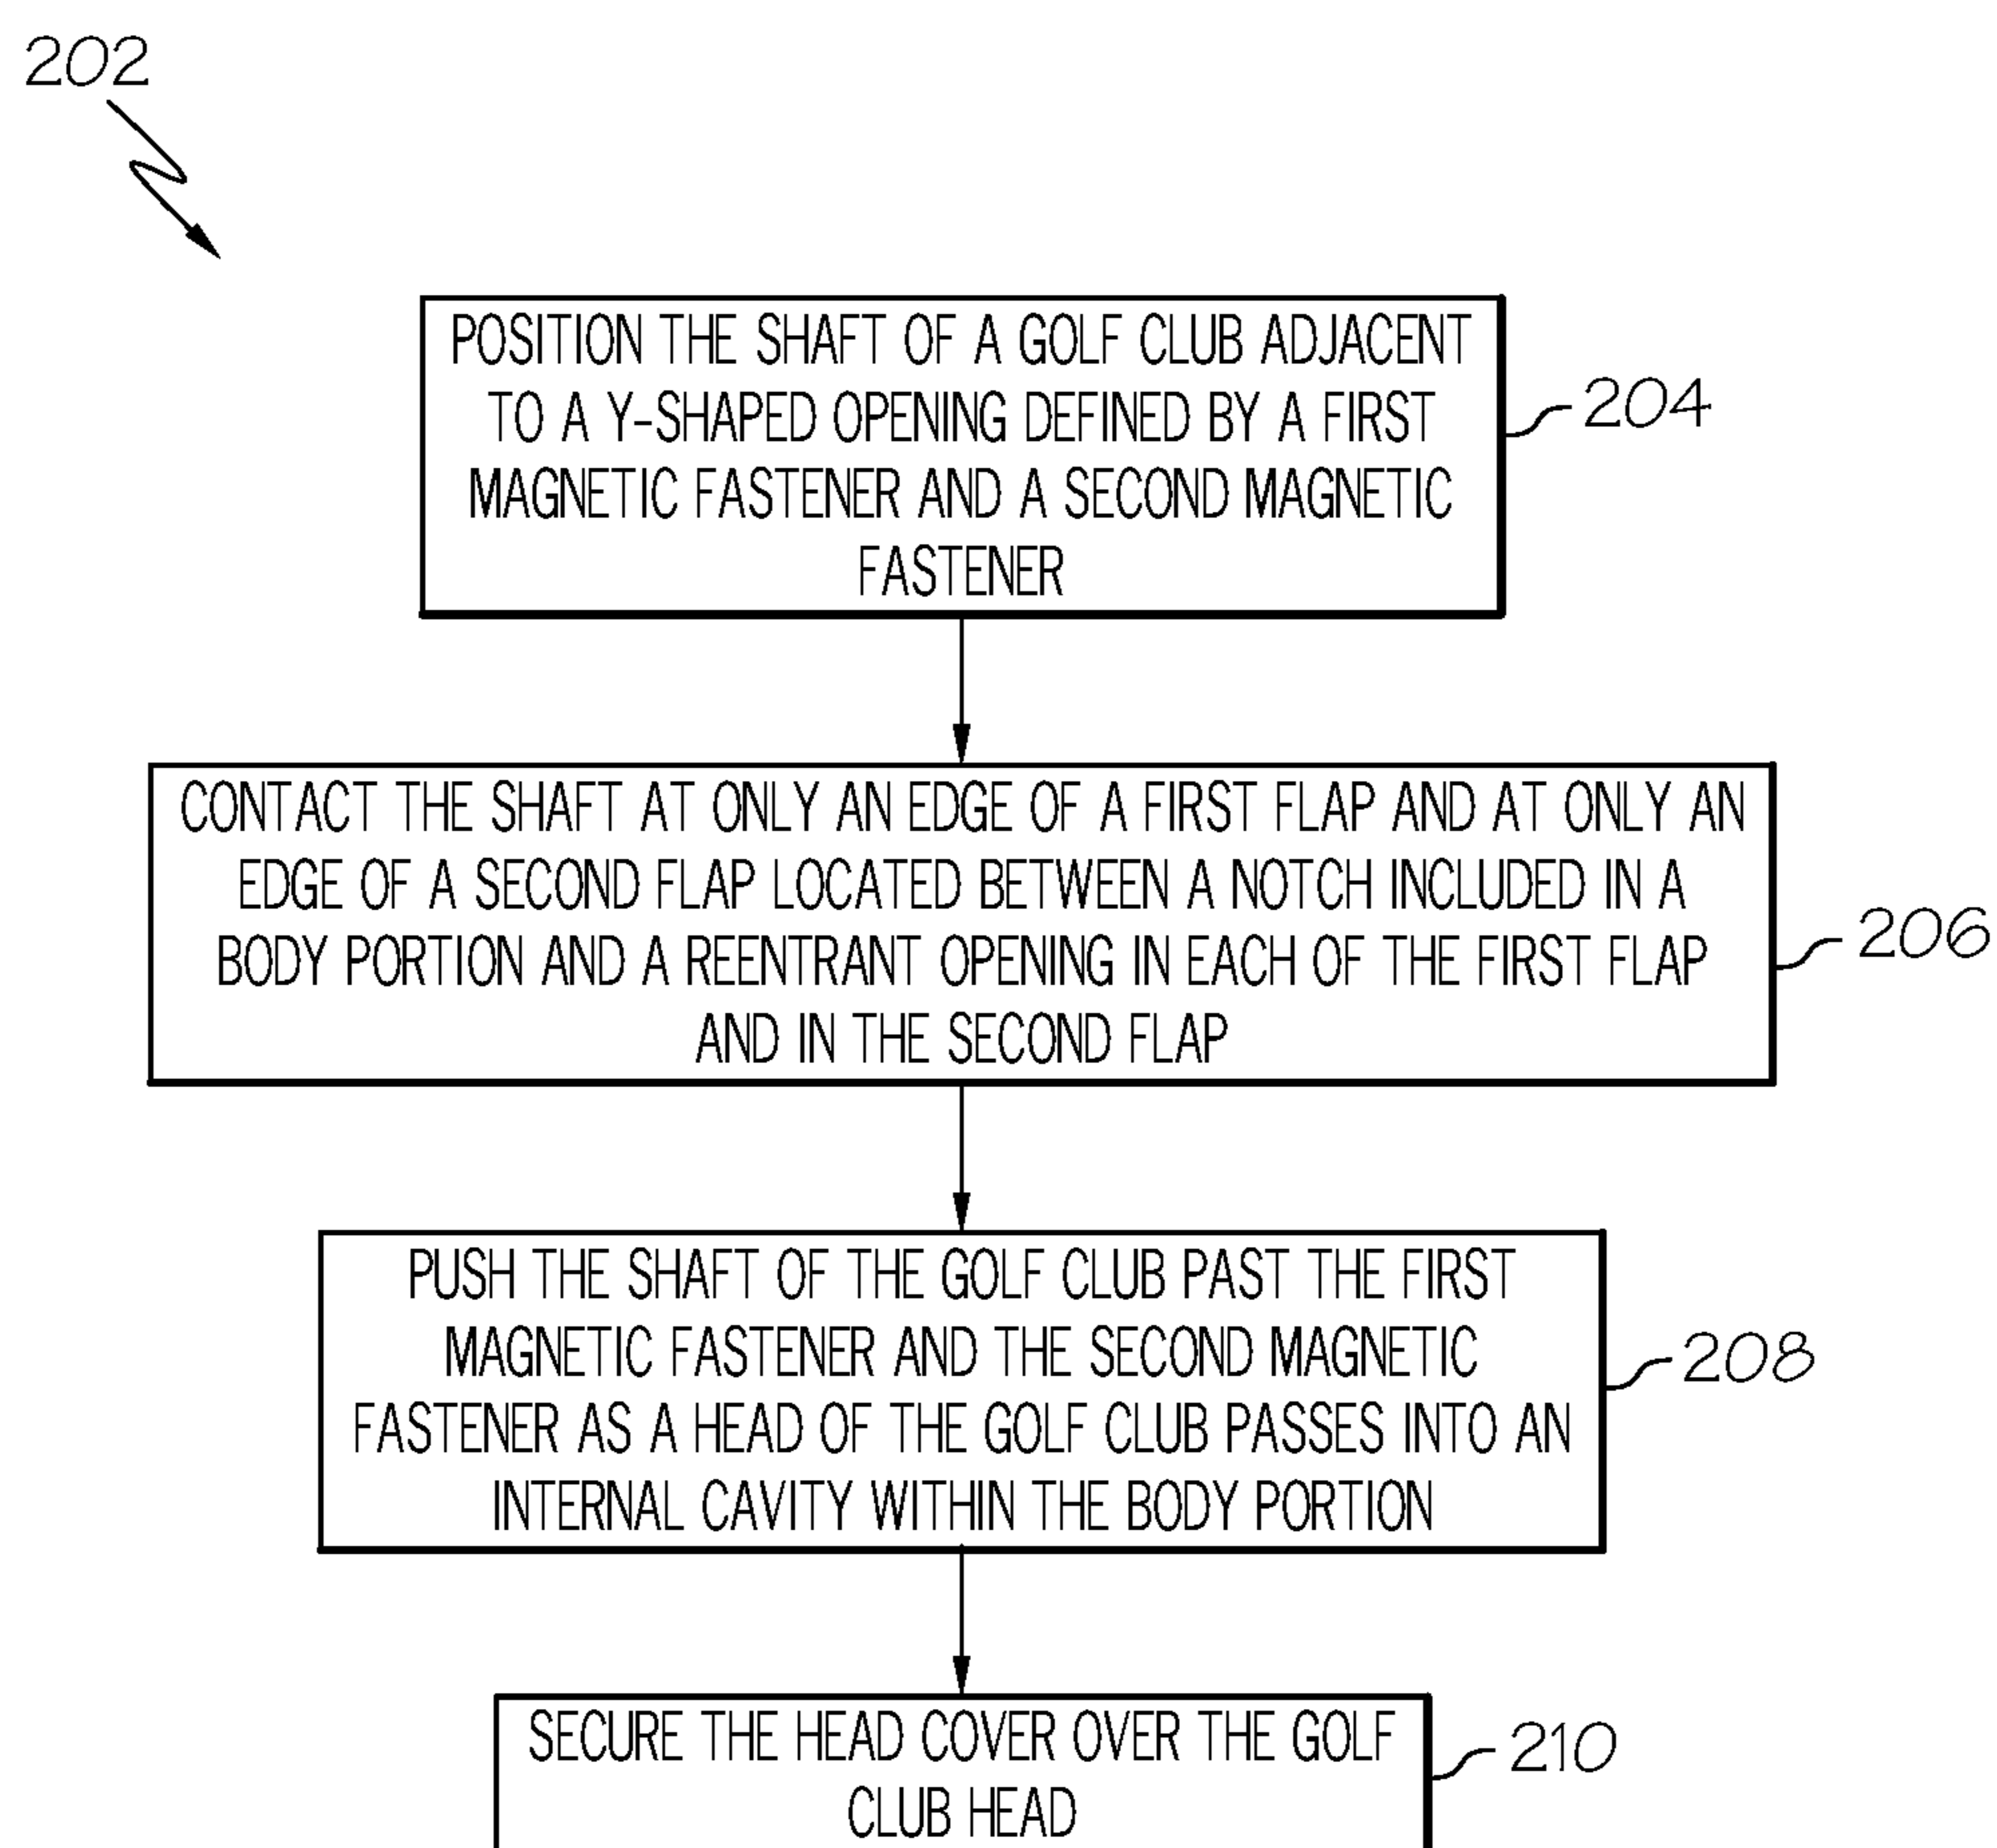 202
POSITION THE SHAFT OF A GOLF CLUB ADJACENT
TO A Y-SHAPED OPENING DEFINED BY A FIRST
MAGNETIC FASTENER AND A SECOND MAGNETIC
FASTENER
204
CONTACT THE SHAFT AT ONLY AN EDGE OF A FIRST FLAP AND AT ONLY AN
EDGE OF A SECOND FLAP LOCATED BETWEEN A NOTCH INCLUDED IN A
BODY PORTION AND A REENTRANT OPENING IN EACH OF THE FIRST FLAP
AND IN THE SECOND FLAP
206
PUSH THE SHAFT OF THE GOLF CLUB PAST THE FIRST
MAGNETIC FASTENER AND THE SECOND MAGNETIC
FASTENER AS A HEAD OF THE GOLF CLUB PASSES INTO AN
INTERNAL CAVITY WITHIN THE BODY PORTION
208
SECURE THE HEAD COVER OVER THE GOLF
CLUB HEAD
210